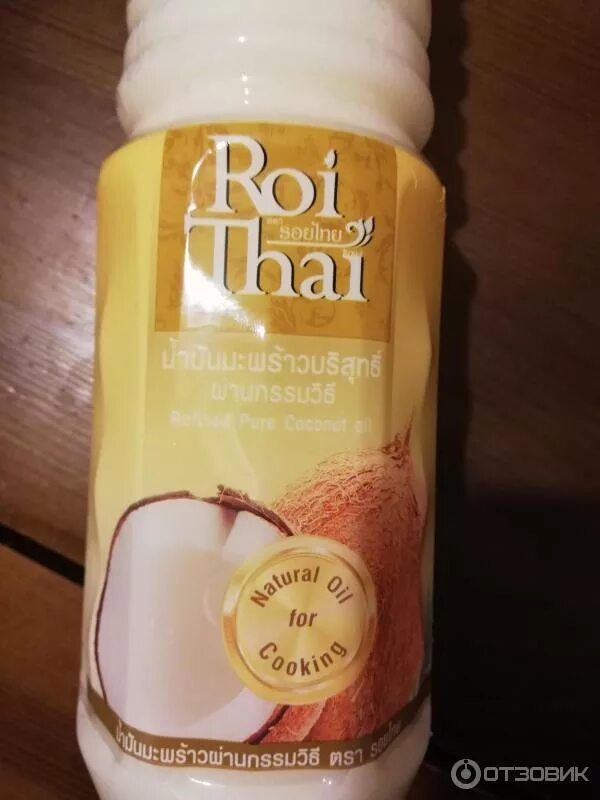 Roi
ตรา รอยไทย
Thai
น้ำมันมะพร้าวบริสุทธิ์
ผ่านกรรมวิธี
Refined Pure Coconut oil
Natural Oil
for
Cooking
น้ำมันมะพร้าวผ่านกรรมวิธี ตรา รอยไทย
ОТЗОВИК